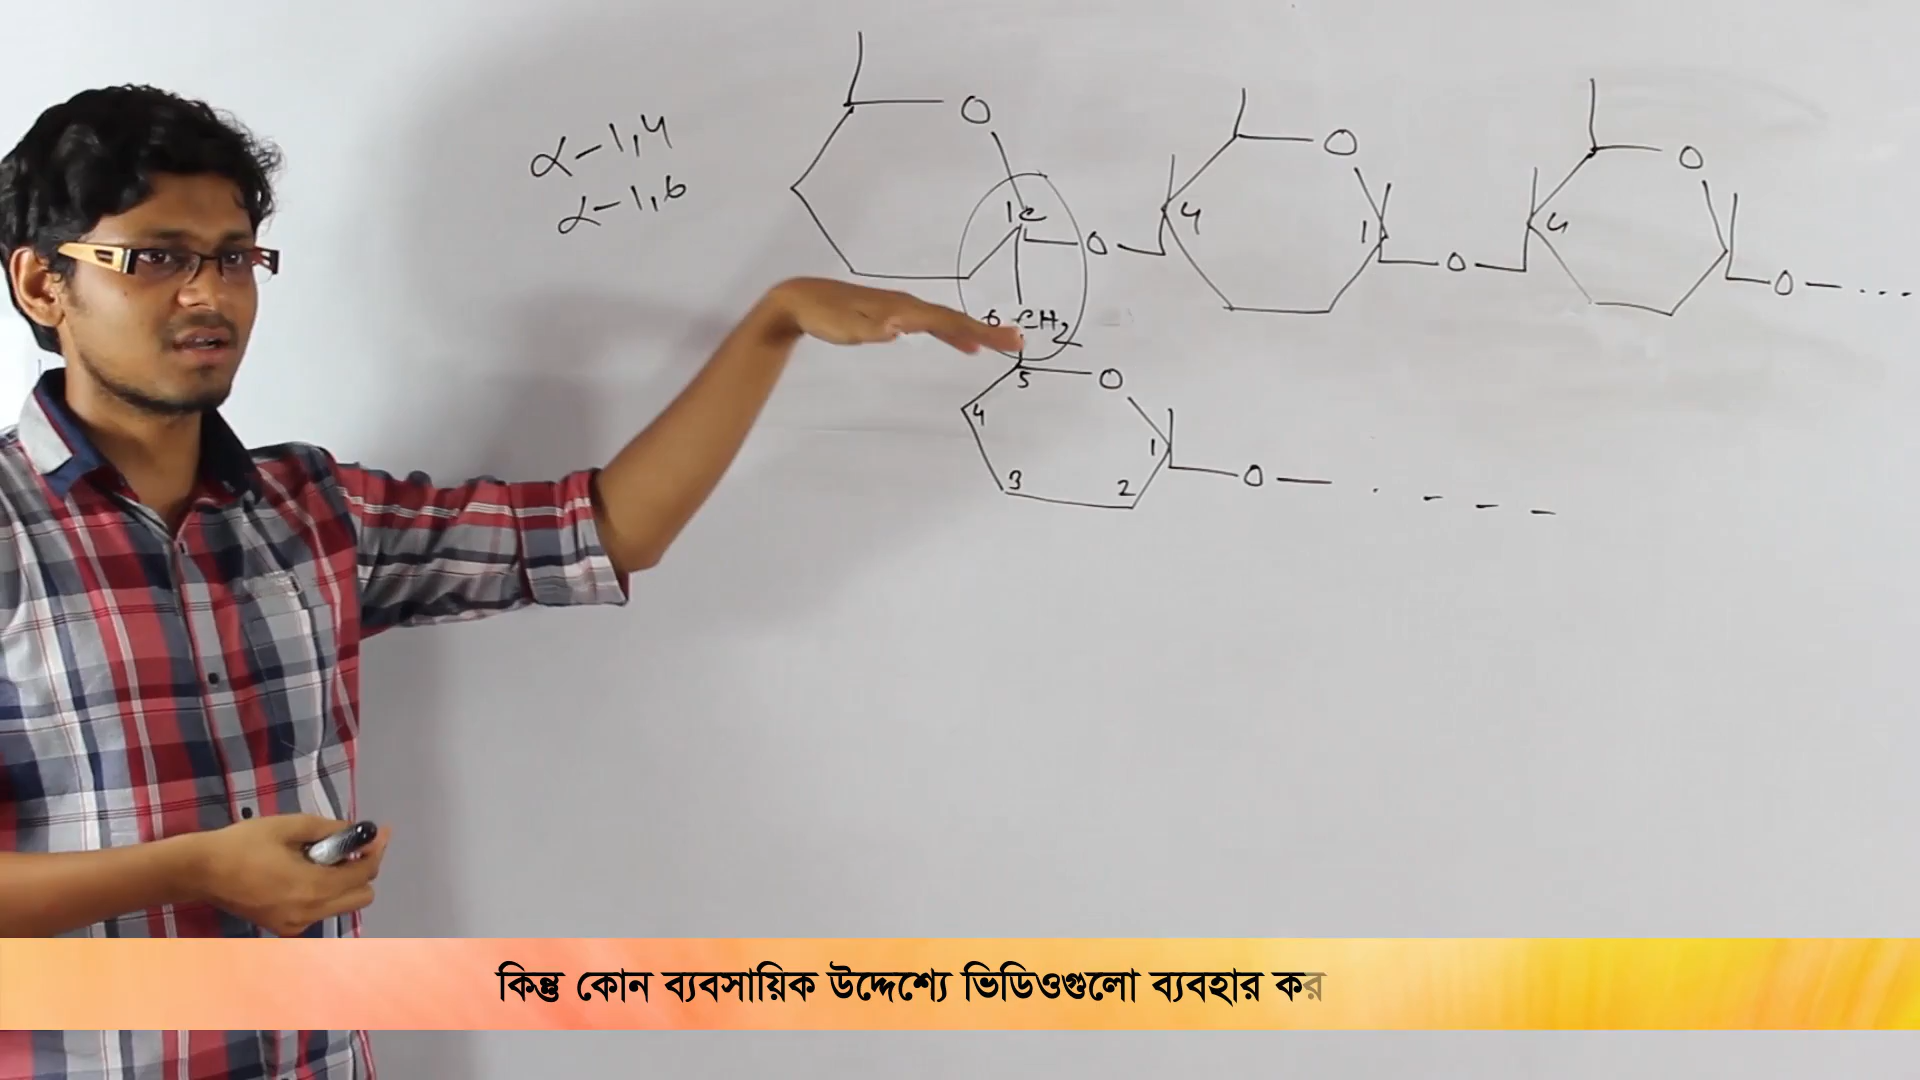 α-1,4
α-1,6
O
O
O
1c
O
4
1
O
4
O - ....
6 CH2
5
O
4
1
3
2
O - . - - -
কিন্তু কোন ব্যবসায়িক উদ্দেশ্যে ভিডিওগুলো ব্যবহার কর